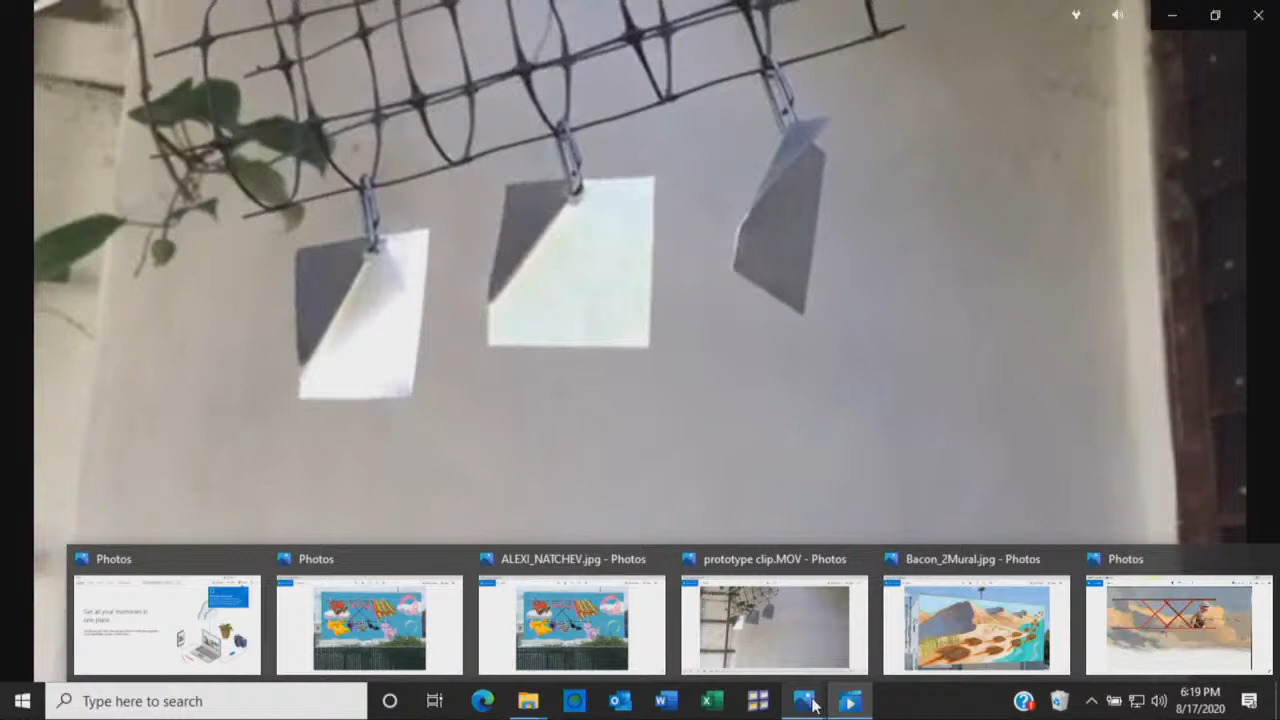 Photos
Photos
ALEXI_NATCHEV.jpg - Photos
prototype clip.MOV - Photos
Bacon_2Mural.jpg - Photos
Photos
Get all your memories in
one place
Type here to search
6:19 PM
8/17/2020